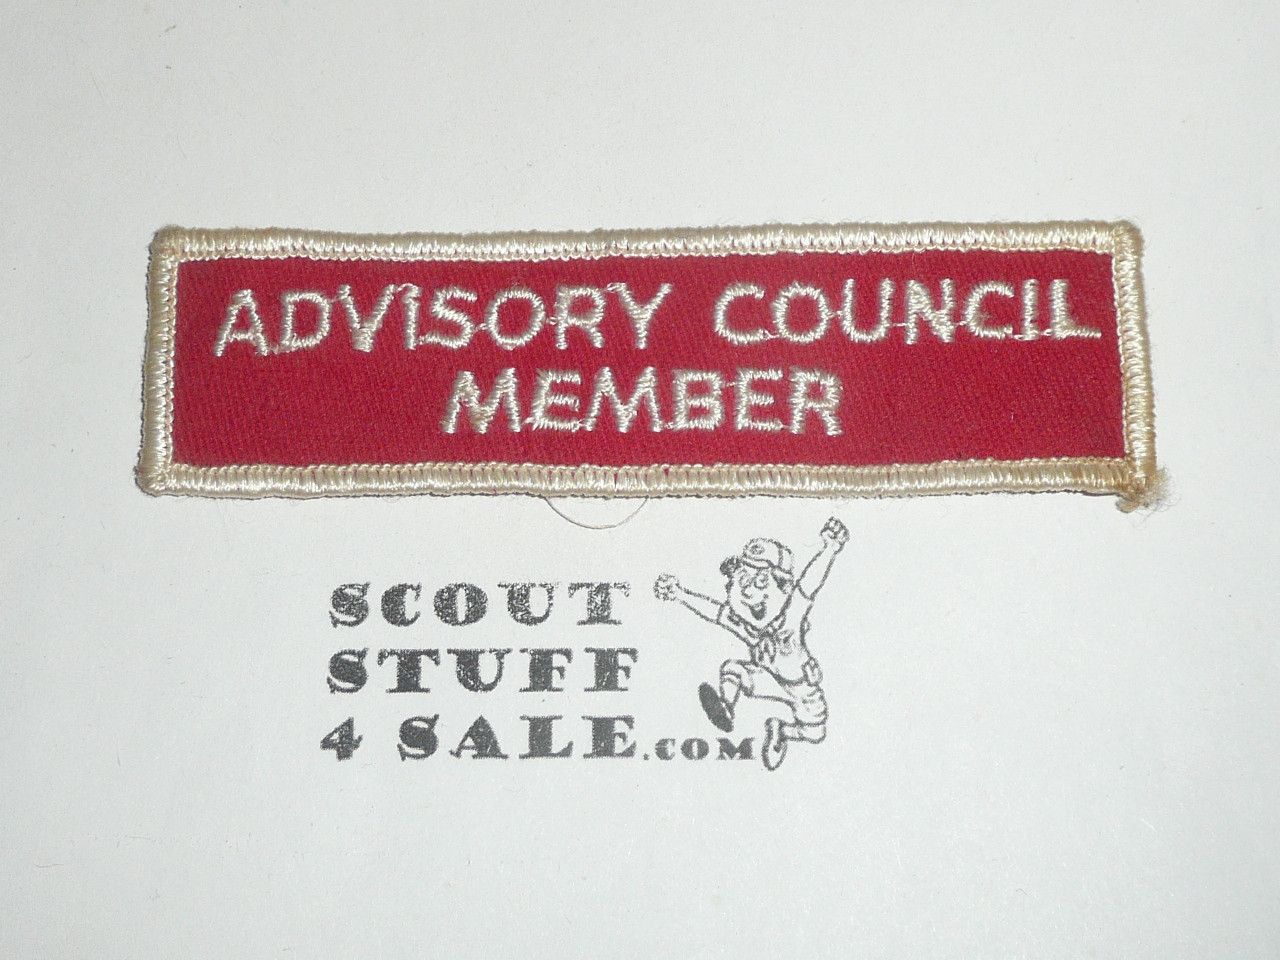 ADVISORY COUNCIL
MEMBER
SCOUT
STUFF
4 SALE.COM